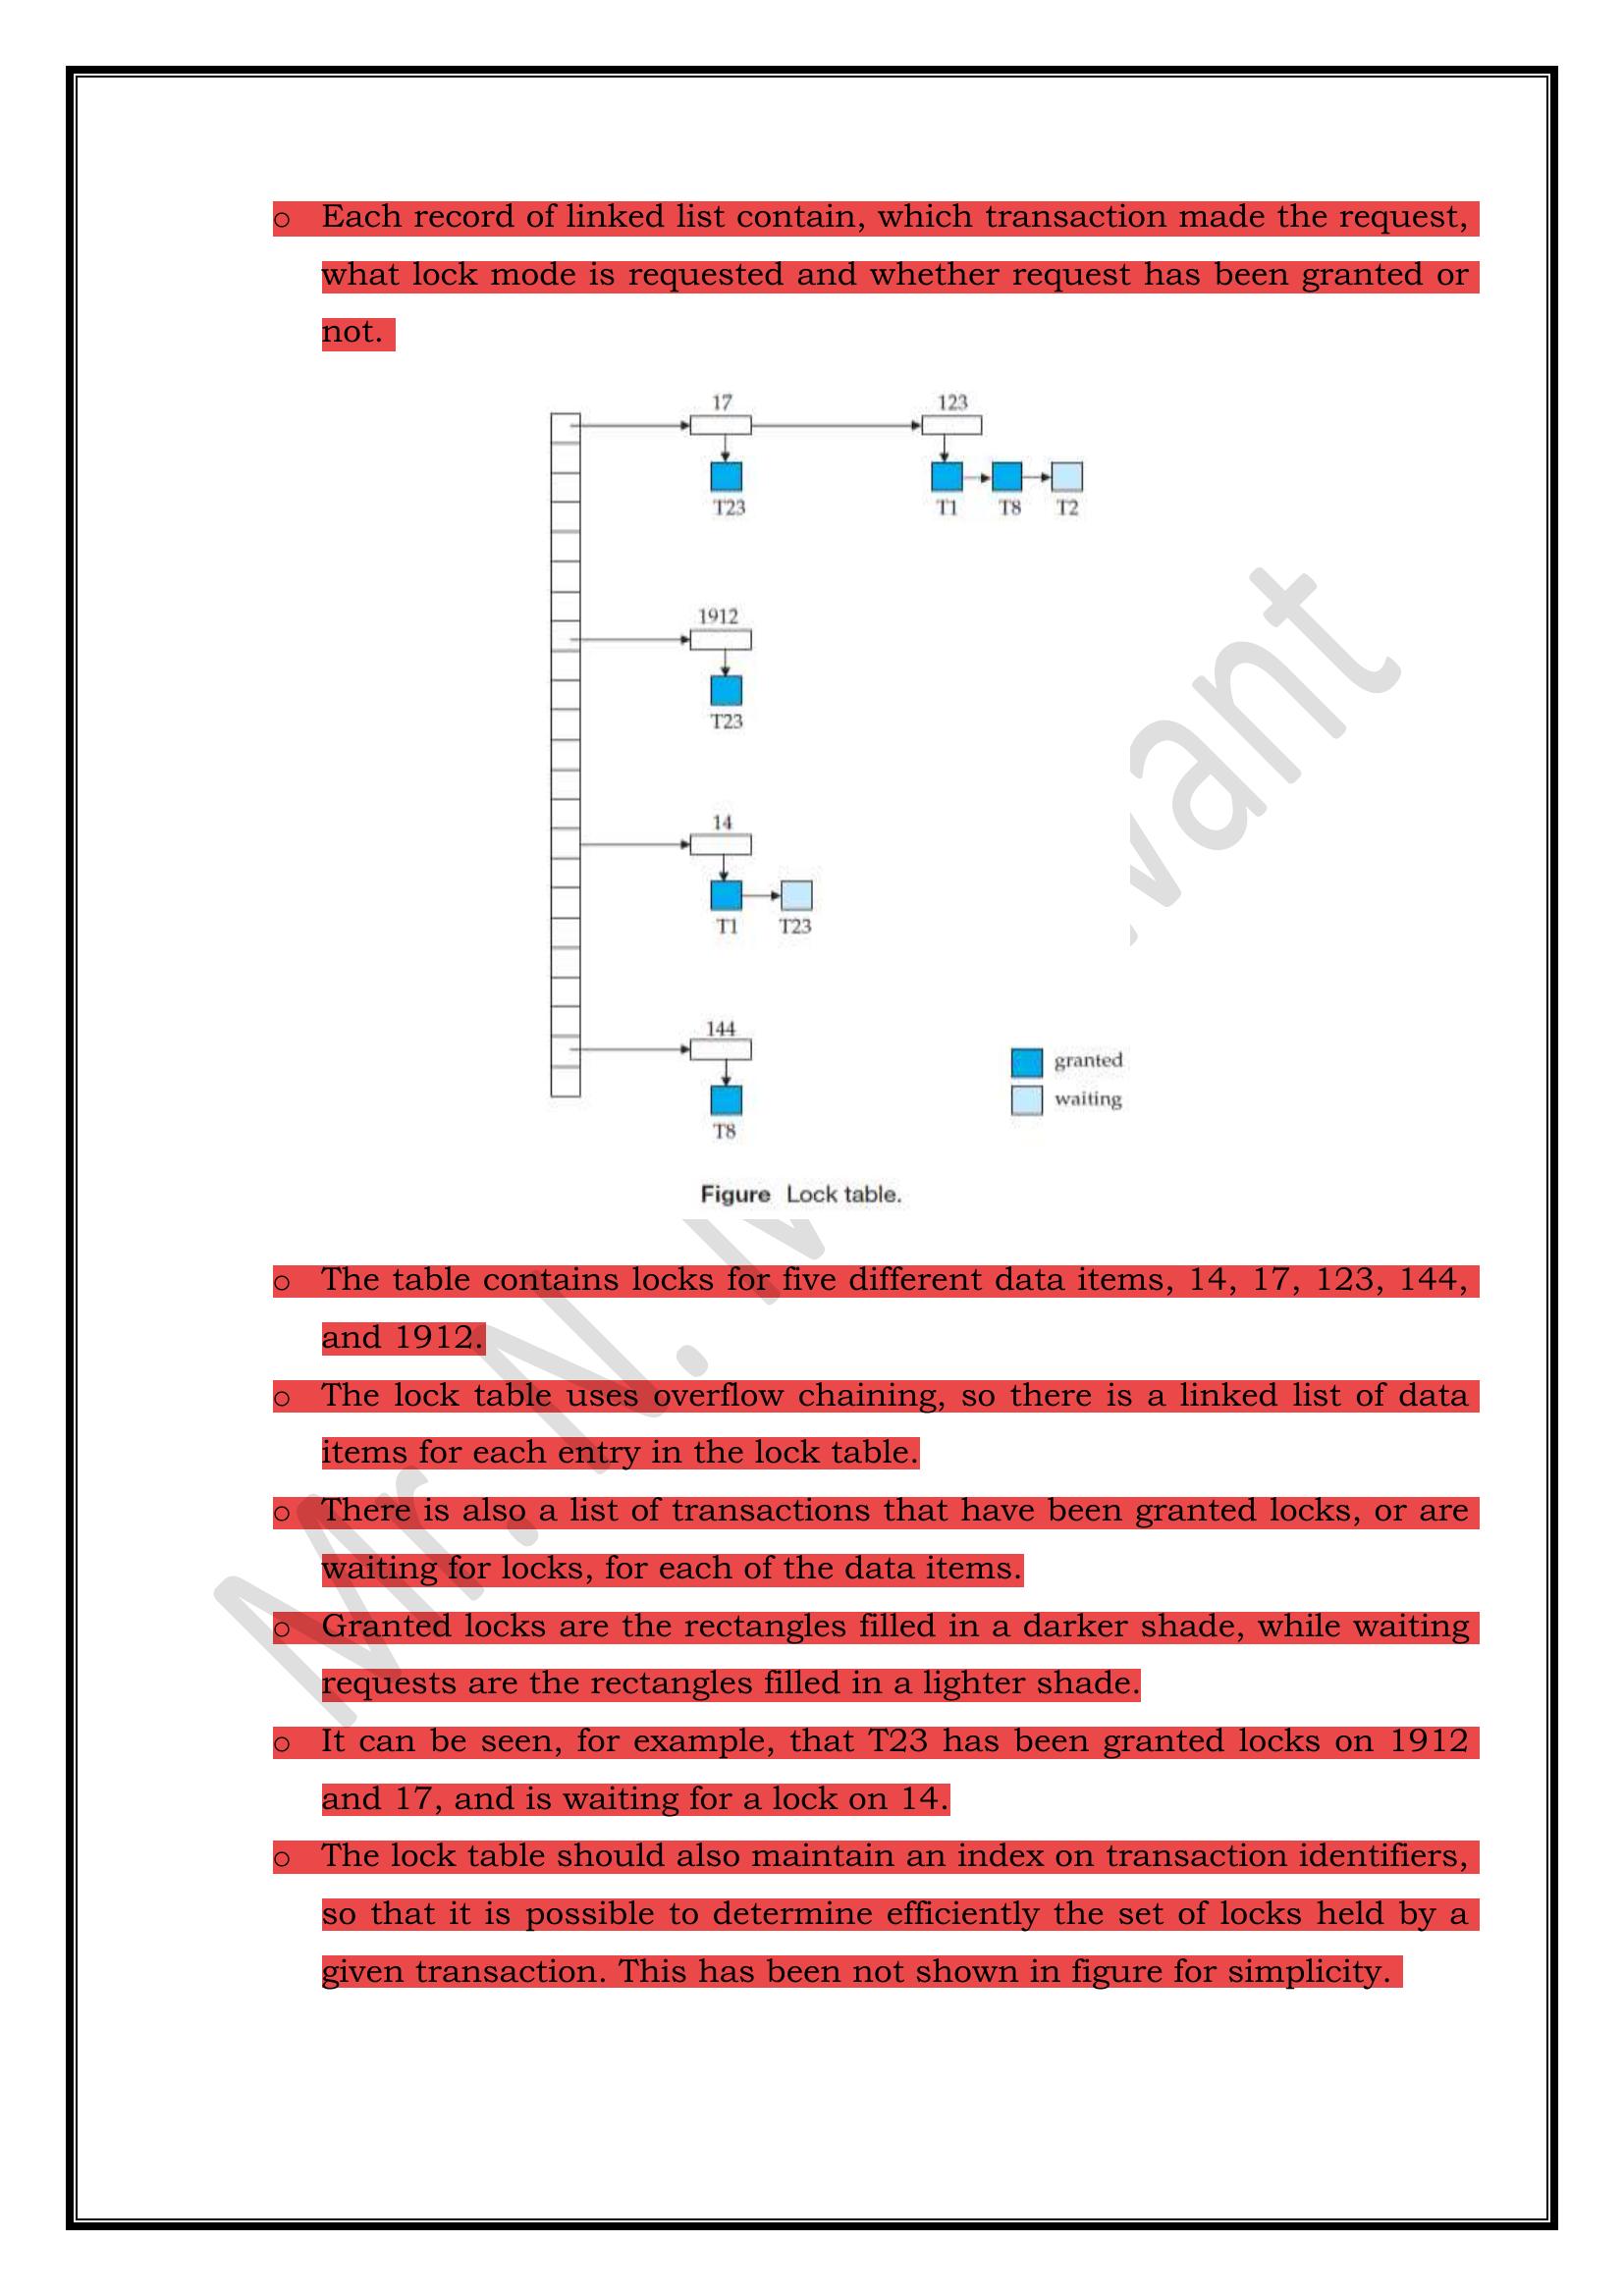 o Each record of linked list contain, which transaction made the request,
what lock mode is requested and whether request has been granted or
not.
17 123
T23 T1 T8 T2
1912
T23
14
T1 T23
144
granted
waiting
T8
Figure Lock table.
o The table contains locks for five different data items, 14, 17, 123, 144,
and 1912.
o The lock table uses overflow chaining, so there is a linked list of data
items for each entry in the lock table.
o There is also a list of transactions that have been granted locks, or are
waiting for locks, for each of the data items.
o Granted locks are the rectangles filled in a darker shade, while waiting
requests are the rectangles filled in a lighter shade.
o It can be seen, for example, that T23 has been granted locks on 1912
and 17, and is waiting for a lock on 14.
o The lock table should also maintain an index on transaction identifiers,
so that it is possible to determine efficiently the set of locks held by a
given transaction. This has been not shown in figure for simplicity.
Mr. N.